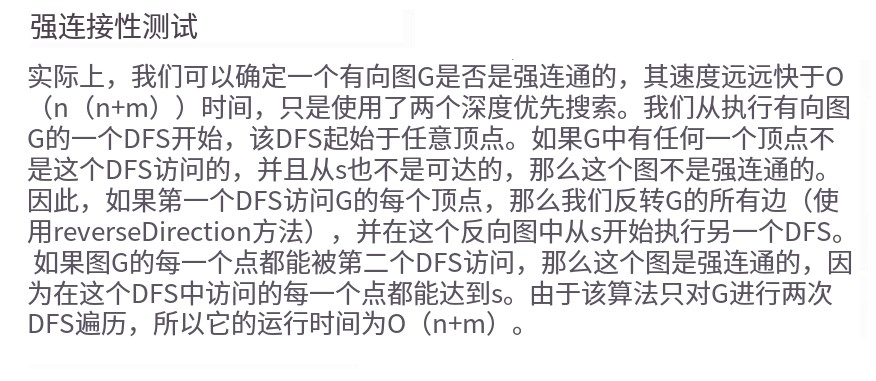 强连接性测试
实际上，我们可以确定一个有向图G是否是强连通的，其速度远远快于O
（n（n+m））时间，只是使用了两个深度优先搜索。我们从执行有向图
G的一个DFS开始，该DFS起始于任意顶点。如果G中有任何一个顶点不
是这个DFS访问的，并且从s也不是可达的，那么这个图不是强连通的。
因此，如果第一个DFS访问G的每个顶点，那么我们反转G的所有边（使
用reverseDirection方法），并在这个反向图中从s开始执行另一个DFS。
如果图G的每一个点都能被第二个DFS访问，那么这个图是强连通的，因
为在这个DFS中访问的每一个点都能达到s。由于该算法只对G进行两次
DFS遍历，所以它的运行时间为O（n+m）。